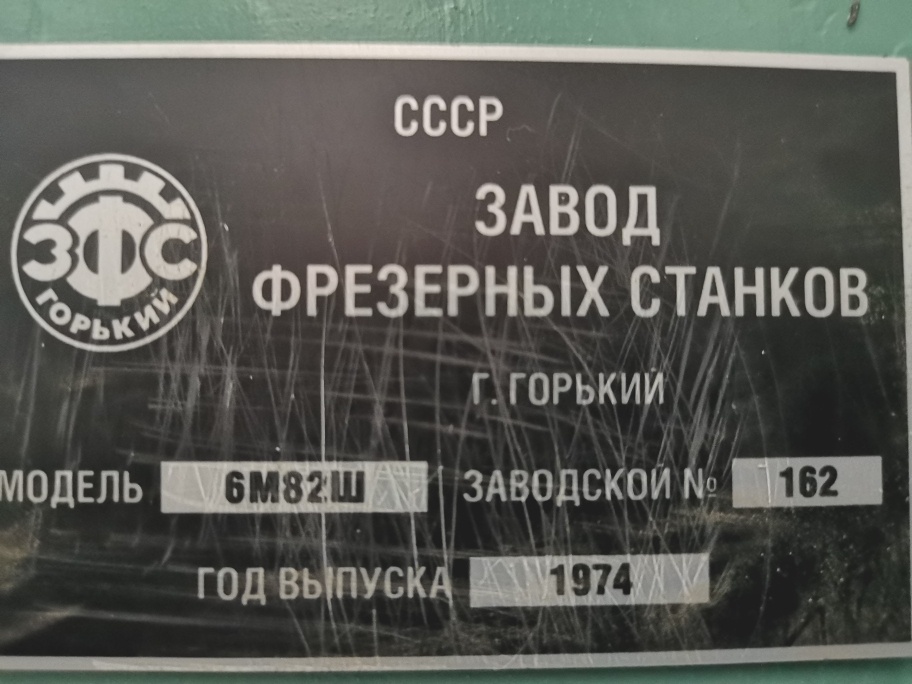 СССР
ЗАВОД
ФРЕЗЕРНЫХ СТАНКОВ
ЗФС
ГОРЬКИЙ
Г. ГОРЬКИЙ
МОДЕЛЬ 6М82Ш ЗАВОДСКОЙ № 162
ГОД ВЫПУСКА 1974